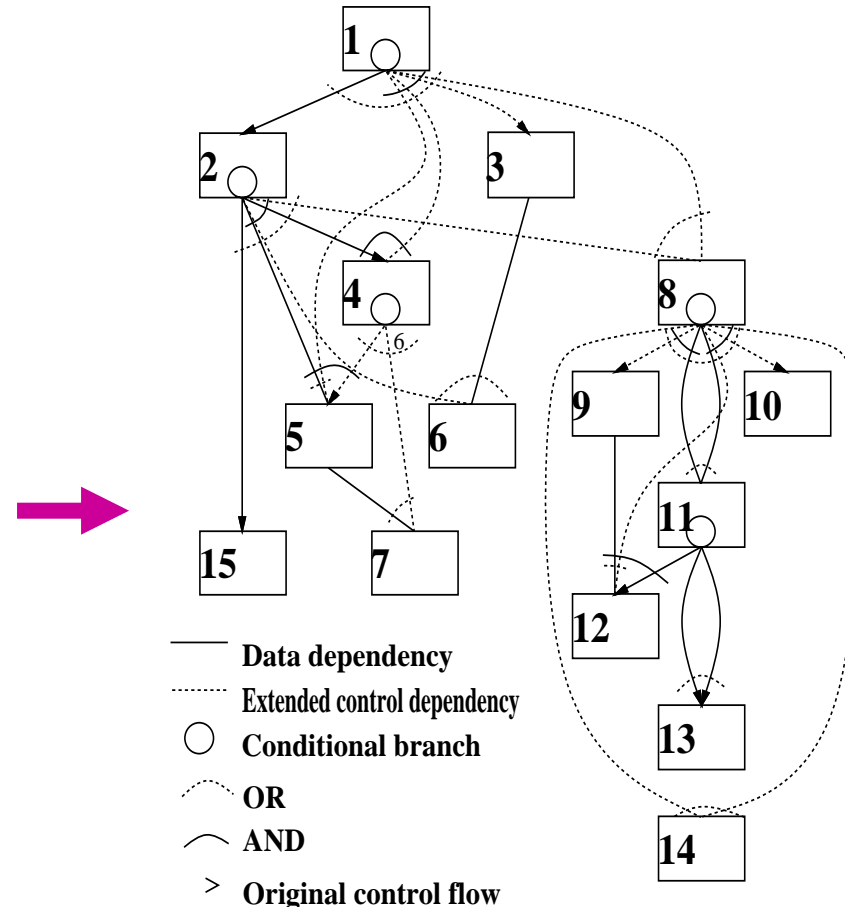 1
2
3
4
8
6
5
6
9
10
11
15
7
12
13
14
Data dependency
Extended control dependency
Conditional branch
OR
AND
> Original control flow